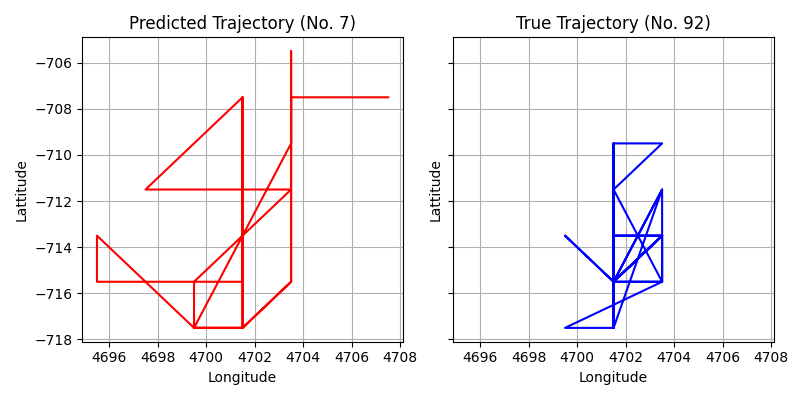 Predicted Trajectory (No. 7)
True Trajectory (No. 92)
−706
−708
−710
−712
−714
−716
−718
Lattitude
Lattitude
4696 4698 4700 4702 4704 4706 4708
4696 4698 4700 4702 4704 4706 4708
Longitude
Longitude